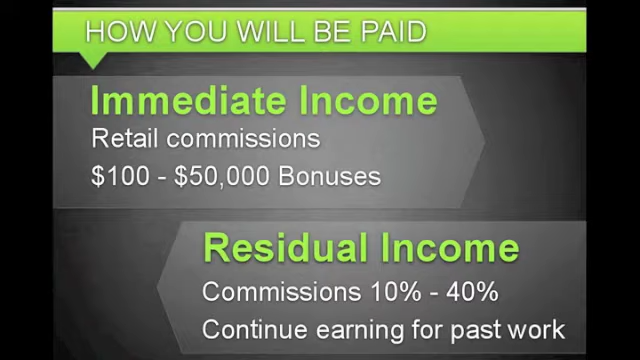 HOW YOU WILL BE PAID
Immediate Income
Retail commissions
$100 - $50,000 Bonuses
Residual Income
Commissions 10% - 40%
Continue earning for past work